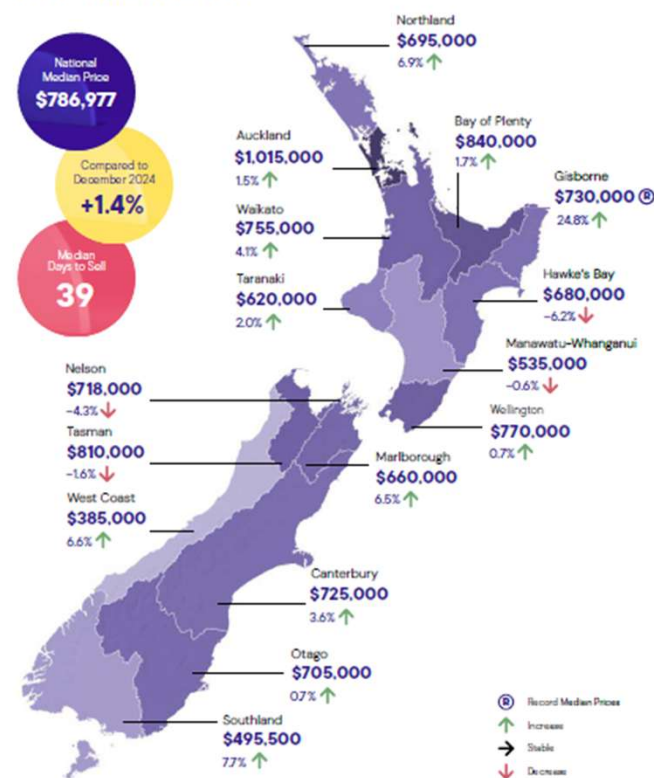 National
Median Price
$786,977
Compared to
December 2024
+1.4%
Median
Days to Sell
39
Northland
$695,000
6.9%
Auckland
$1,015,000
1.5%
Bay of Plenty
$840,000
1.7%
Gisborne
$730,000 R
24.8%
Waikato
$755,000
4.1%
Taranaki
$620,000
2.0%
Hawke's Bay
$680,000
-6.2%
Manawatu-Whanganui
$535,000
-0.6%
Wellington
$770,000
0.7%
Nelson
$718,000
-4.3%
Tasman
$810,000
-1.6%
Marlborough
$660,000
6.5%
West Coast
$385,000
6.6%
Canterbury
$725,000
3.6%
Otago
$705,000
0.7%
Southland
$495,500
7.7%
R Record Median Prices
Increase
Stable
Decrease